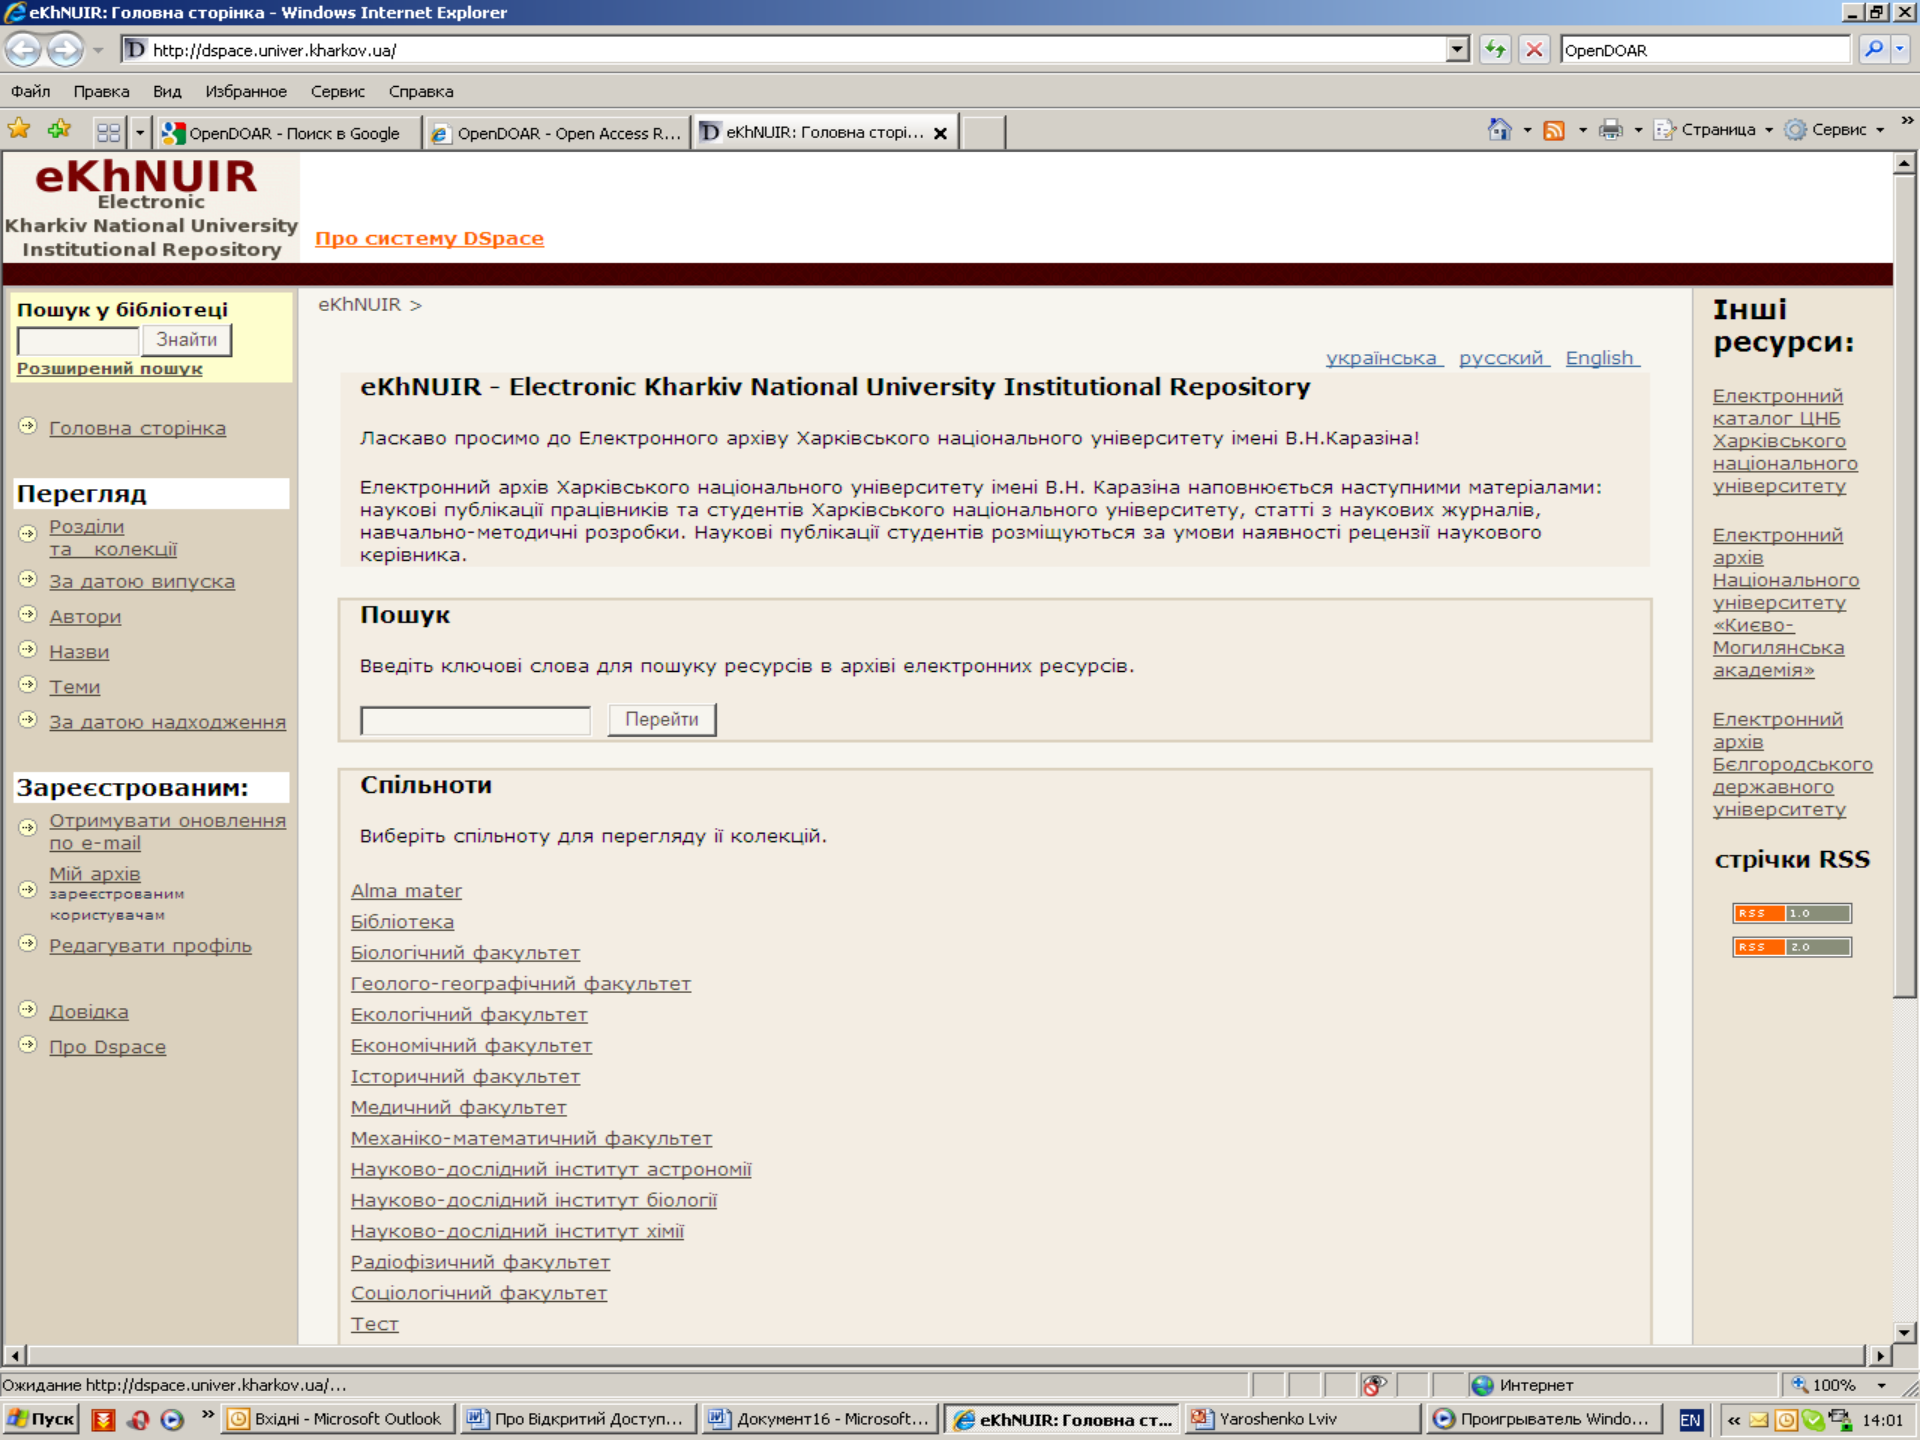 eKhNUIR: Головна сторінка - Windows Internet Explorer
http://dspace.univer.kharkov.ua/
OpenDOAR
Файл Правка Вид Избранное Сервис Справка
OpenDOAR - Поиск в Google
OpenDOAR - Open Access R...
eKhNUIR: Головна сторі...
Страница
Сервис
eKhNUIR
Electronic
Kharkiv National University
Institutional Repository
Про систему DSpace
Пошук у бібліотеці
Знайти
Розширений пошук
Головна сторінка
Перегляд
Розділи
та колекції
За датою випуска
Автори
Назви
Теми
За датою надходження
Зареєстрованим:
Отримувати оновлення
по e-mail
Мій архів
зареєстрованим
користувачам
Редагувати профіль
Довідка
Про Dspace
eKhNUIR >
українська русский English
eKhNUIR - Electronic Kharkiv National University Institutional Repository
Ласкаво просимо до Електронного архіву Харківського національного університету імені В.Н.Каразіна!
Електронний архів Харківського національного університету імені В.Н. Каразіна наповнюється наступними матеріалами:
наукові публікації працівників та студентів Харківського національного університету, статті з наукових журналів,
навчально-методичні розробки. Наукові публікації студентів розміщуються за умови наявності рецензії наукового
керівника.
Пошук
Введіть ключові слова для пошуку ресурсів в архіві електронних ресурсів.
Перейти
Спільноти
Виберіть спільноту для перегляду її колекцій.
Alma mater
Бібліотека
Біологічний факультет
Геолого-географічний факультет
Екологічний факультет
Економічний факультет
Історичний факультет
Медичний факультет
Механіко-математичний факультет
Науково-дослідний інститут астрономії
Науково-дослідний інститут біології
Науково-дослідний інститут хімії
Радіофізичний факультет
Соціологічний факультет
Тест
Інші
ресурси:
Електронний
каталог ЦНБ
Харківського
національного
університету
Електронний
архів
Національного
університету
«Києво-
Могилянська
академія»
Електронний
архів
Бєлгородського
державного
університету
стрічки RSS
RSS 1.0
RSS 2.0
Ожидание http://dspace.univer.kharkov.ua/...
Интернет
100%
Пуск
Вхідні - Microsoft Outlook
Про Відкритий Доступ...
Документ16 - Microsoft...
eKhNUIR: Головна ст...
Yaroshenko Lviv
Проигрыватель Windo...
EN
14:01